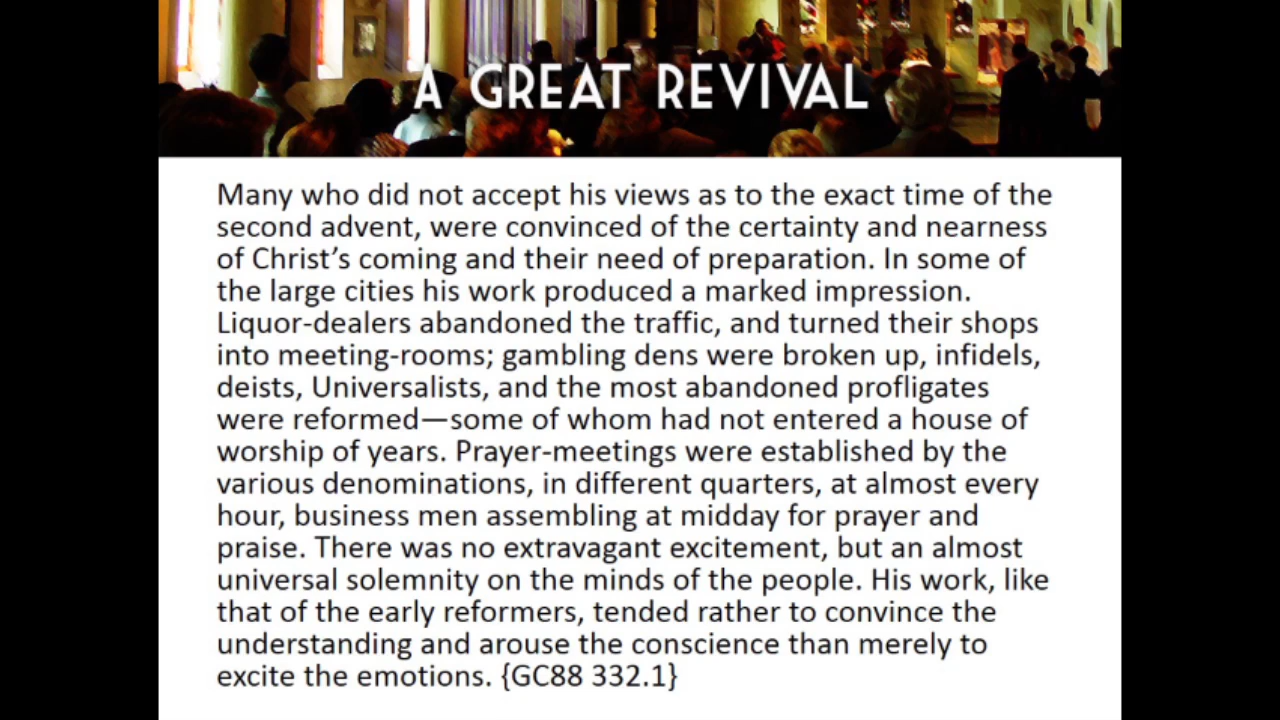 A GREAT REVIVAL
Many who did not accept his views as to the exact time of the
second advent, were convinced of the certainty and nearness
of Christ’s coming and their need of preparation. In some of
the large cities his work produced a marked impression.
Liquor-dealers abandoned the traffic, and turned their shops
into meeting-rooms; gambling dens were broken up, infidels,
deists, Universalists, and the most abandoned profligates
were reformed—some of whom had not entered a house of
worship of years. Prayer-meetings were established by the
various denominations, in different quarters, at almost every
hour, business men assembling at midday for prayer and
praise. There was no extravagant excitement, but an almost
universal solemnity on the minds of the people. His work, like
that of the early reformers, tended rather to convince the
understanding and arouse the conscience than merely to
excite the emotions. {GC88 332.1}